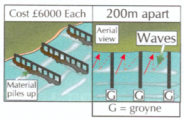 Cost £6000 Each
200m apart
Aerial
view
Waves
Material
piles up
G G G
G = groyne